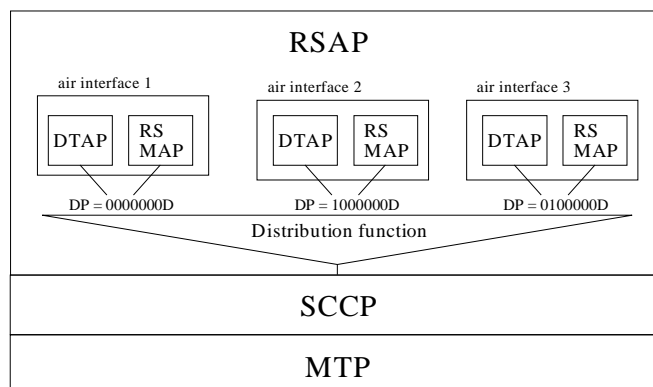 RSAP
air interface 1
air interface 2
air interface 3
DTAP
RS
MAP
DTAP
RS
MAP
DTAP
RS
MAP
DP = 0000000D
DP = 1000000D
DP = 0100000D
Distribution function
SCCP
MTP